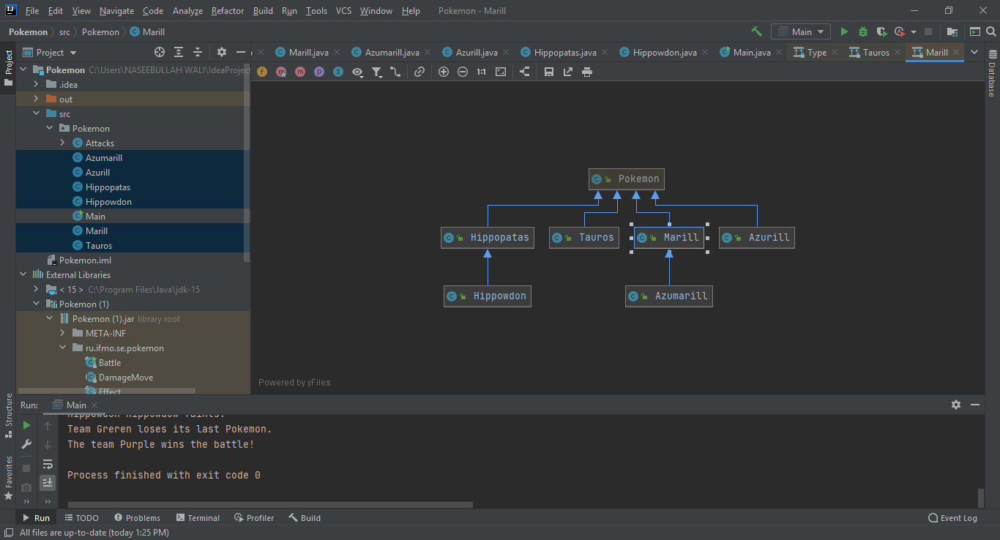 IJ File Edit View Navigate Code Analyze Refactor Build Run Tools VCS Window Help Pokemon - Marill
Pokemon src Pokemon Marill Main
Project Marill.java Azumarill.java Azurill.java Hippopatas.java Hippowdon.java Main.java Type Tauros Marill
Project
Database
Pokemon C:\Users\NASEEBULLAH WALI\IdeaProjec
.idea
out
src
Pokemon
Attacks
Azumarill
Azurill
Hippopatas
Hippowdon
Main
Marill
Tauros
Pokemon.iml
External Libraries
< 15 > C:\Program Files\Java\jdk-15
Pokemon (1)
Pokemon (1).jar library root
META-INF
ru.ifmo.se.pokemon
Battle
DamageMove
Effect
f m m p I 1:1
Pokemon
Hippopatas Tauros Marill Azurill
Hippowdon Azumarill
Powered by yFiles
Structure
Favorites
Run: Main
Hippowdon Hippowdow faints.
Team Greren loses its last Pokemon.
The team Purple wins the battle!
Process finished with exit code 0
Run TODO Problems Terminal Profiler Build Event Log
All files are up-to-date (today 1:25 PM)